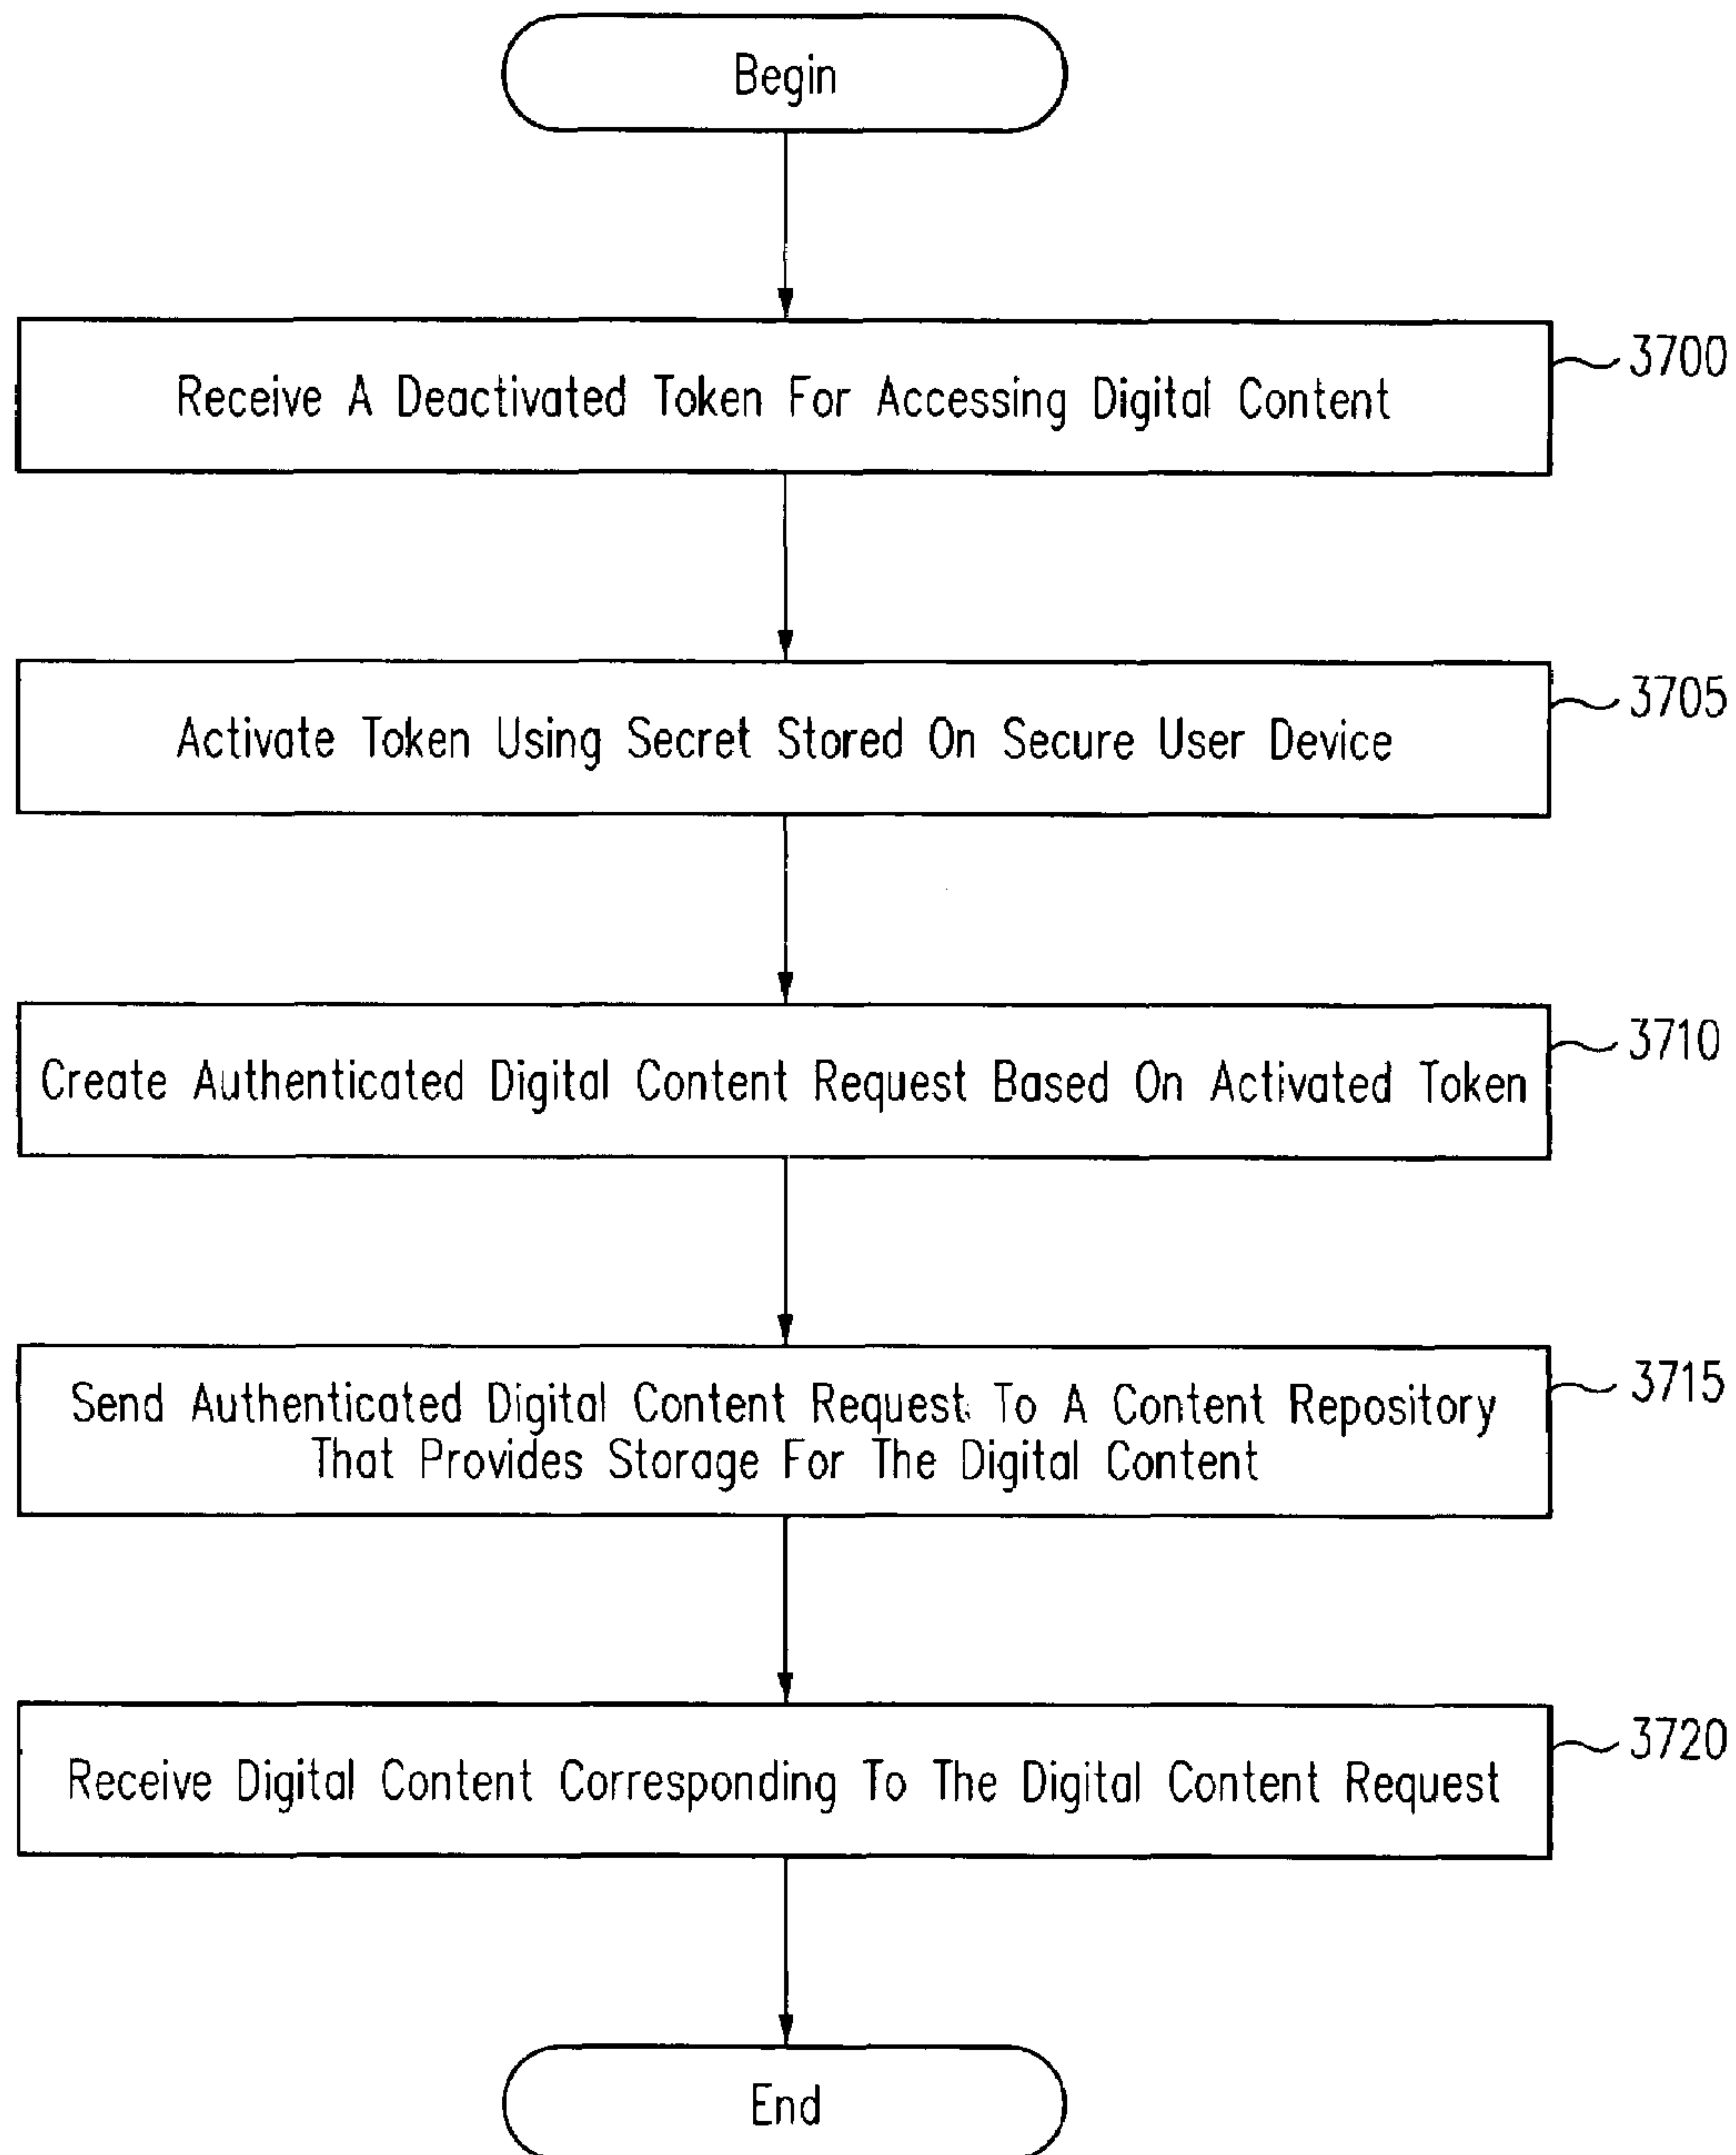 Begin
Receive A Deactivated Token For Accessing Digital Content
3700
Activate Token Using Secret Stored On Secure User Device
3705
Create Authenticated Digital Content Request Based On Activated Token
3710
Send Authenticated Digital Content Request To A Content Repository
That Provides Storage For The Digital Content
3715
Receive Digital Content Corresponding To The Digital Content Request
3720
End